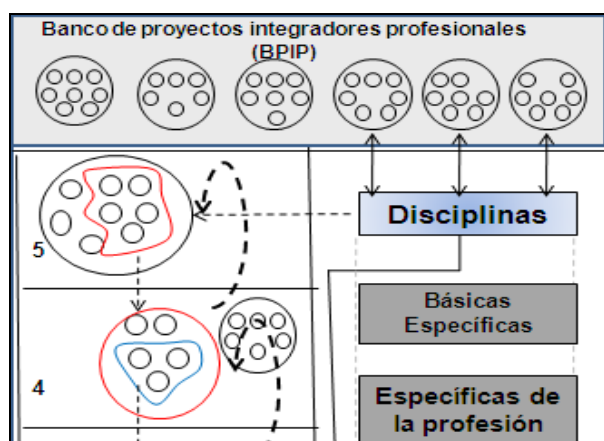 Banco de proyectos integradores profesionales
(BPIP)
Disciplinas
5
Básicas
Específicas
4
Específicas de
la profesión